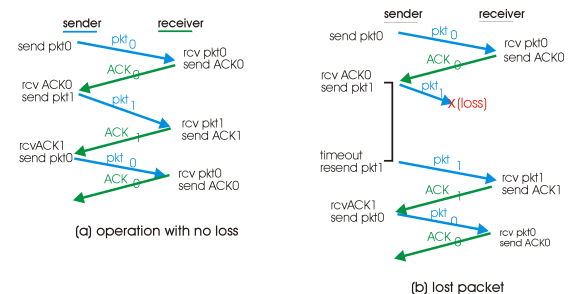 sender receiver
send pkt0 pkt0 rcv pkt0
send ACK0
ACK0
rcv ACK0
send pkt1 pkt1
rcv pkt1
send ACK1
ACK1
rcvACK1
send pkt0 pkt0
rcv pkt0
send ACK0
ACK0
(a) operation with no loss
sender receiver
send pkt0 pkt0
rcv pkt0
send ACK0
ACK0
rcv ACK0
send pkt1 pkt1
X(loss)
timeout
resend pkt1 pkt1
rcv pkt1
send ACK1
ACK1
rcvACK1
send pkt0 pkt0
rcv pkt0
send ACK0
ACK0
(b) lost packet